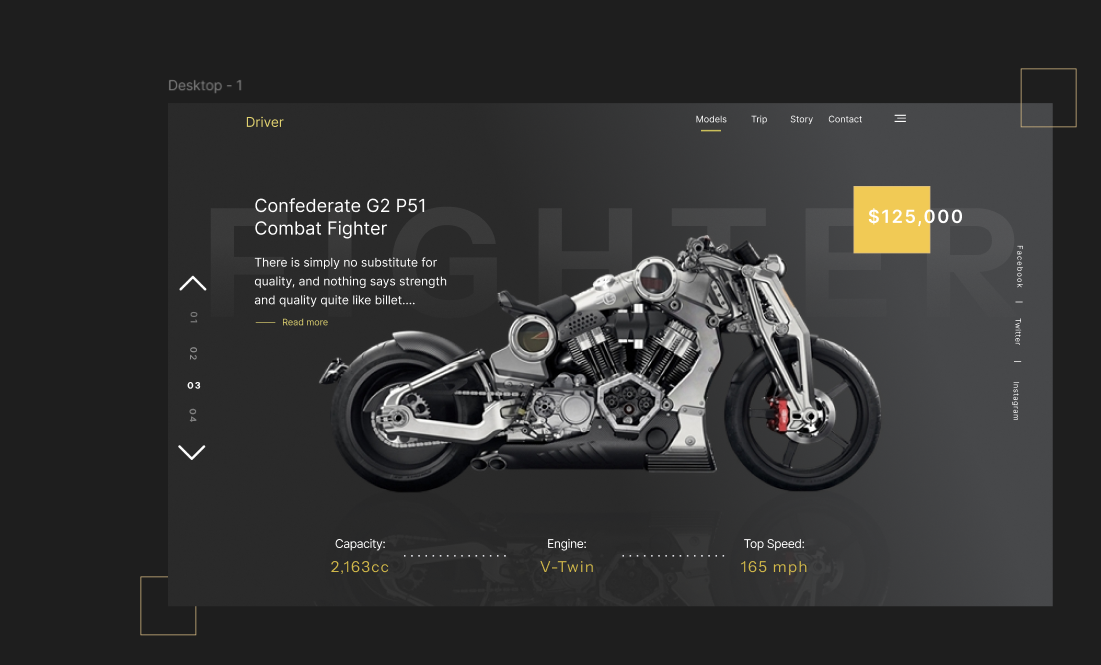 Desktop - 1
Driver
Models Trip Story Contact
FIGHTER
Confederate G2 P51
Combat Fighter
$125,000
There is simply no substitute for
quality, and nothing says strength
and quality quite like billet....
Read more
01
02
03
04
Facebook
Twitter
Instagram
Capacity: Engine: Top Speed:
2,163cc V-Twin 165 mph